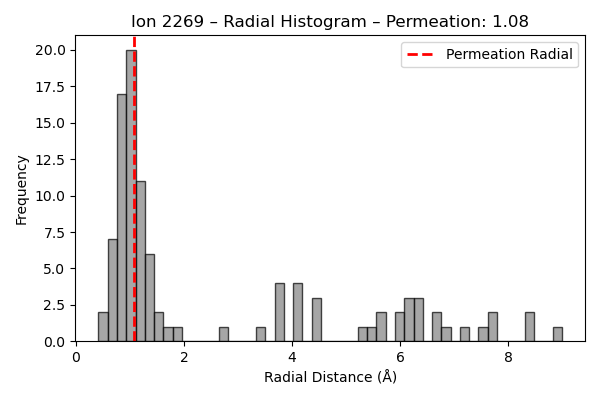 Ion 2269 – Radial Histogram – Permeation: 1.08
Permeation Radial
20.0
17.5
15.0
12.5
10.0
7.5
5.0
2.5
0.0
Frequency
0 2 4 6 8
Radial Distance (Å)